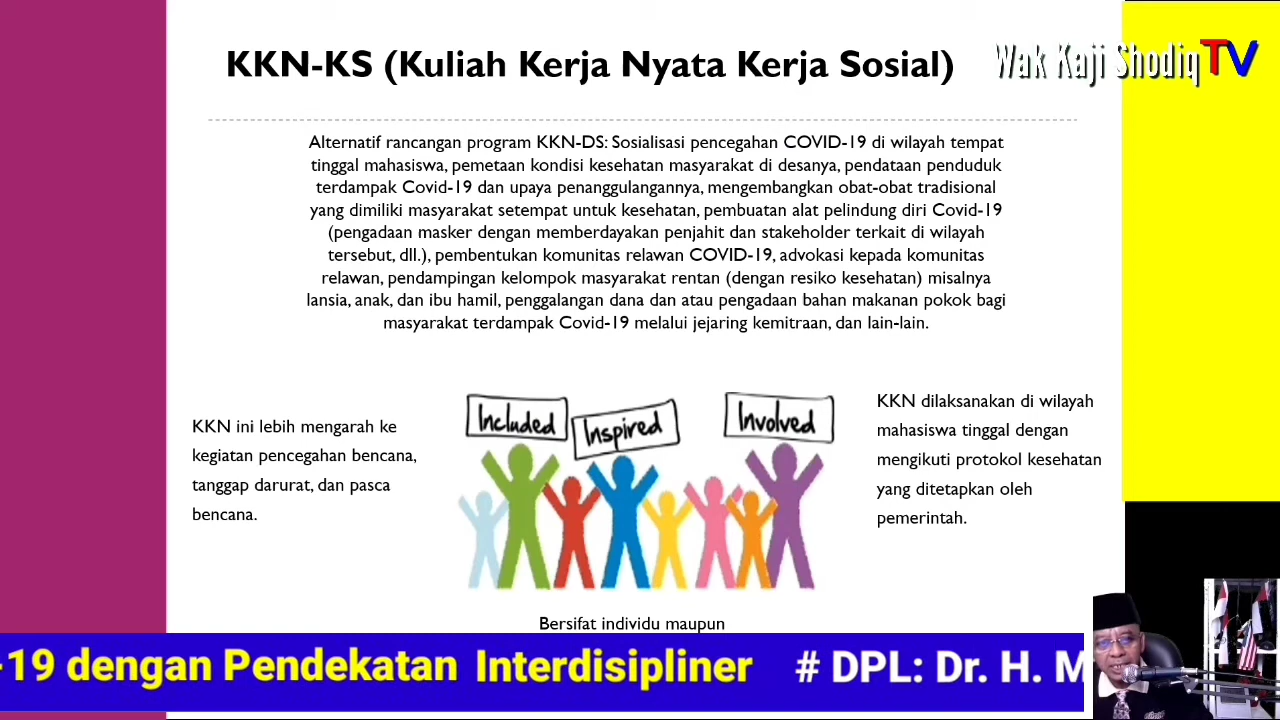 KKN-KS (Kuliah Kerja Nyata Kerja Sosial)
Wak Kaji Shodiq TV
Alternatif rancangan program KKN-DS: Sosialisasi pencegahan COVID-19 di wilayah tempat
tinggal mahasiswa, pemetaan kondisi kesehatan masyarakat di desanya, pendataan penduduk
terdampak Covid-19 dan upaya penanggulangannya, mengembangkan obat-obat tradisional
yang dimiliki masyarakat setempat untuk kesehatan, pembuatan alat pelindung diri Covid-19
(pengadaan masker dengan memberdayakan penjahit dan stakeholder terkait di wilayah
tersebut, dll.), pembentukan komunitas relawan COVID-19, advokasi kepada komunitas
relawan, pendampingan kelompok masyarakat rentan (dengan resiko kesehatan) misalnya
lansia, anak, dan ibu hamil, penggalangan dana dan atau pengadaan bahan makanan pokok bagi
masyarakat terdampak Covid-19 melalui jejaring kemitraan, dan lain-lain.
KKN ini lebih mengarah ke
kegiatan pencegahan bencana,
tanggap darurat, dan pasca
bencana.
Included
Inspired
Involved
KKN dilaksanakan di wilayah
mahasiswa tinggal dengan
mengikuti protokol kesehatan
yang ditetapkan oleh
pemerintah.
Bersifat individu maupun
-19 dengan Pendekatan Interdisipliner # DPL: Dr. H. M